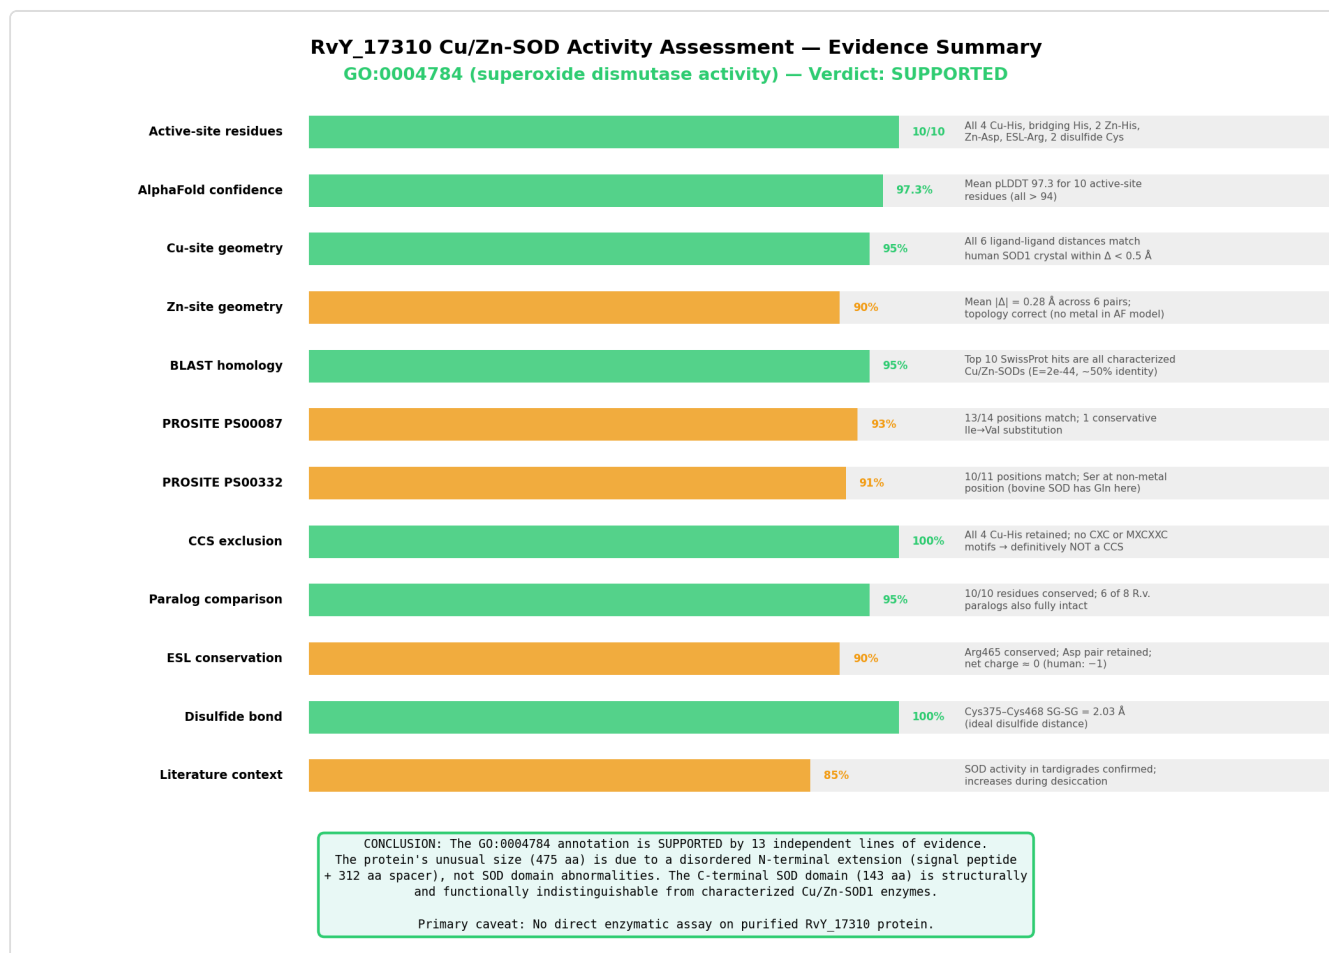 RvY_17310 Cu/Zn-SOD Activity Assessment — Evidence Summary
GO:0004784 (superoxide dismutase activity) — Verdict: SUPPORTED
Active-site residues
10/10
All 4 Cu-His, bridging His, 2 Zn-His,
Zn-Asp, ESL-Arg, 2 disulfide Cys
AlphaFold confidence
97.3%
Mean pLDDT 97.3 for 10 active-site
residues (all > 94)
Cu-site geometry
95%
All 6 ligand-ligand distances match
human SOD1 crystal within Δ < 0.5 Å
Zn-site geometry
90%
Mean |Δ| = 0.28 Å across 6 pairs;
topology correct (no metal in AF model)
BLAST homology
95%
Top 10 SwissProt hits are all characterized
Cu/Zn-SODs (E=2e-44, ~50% identity)
PROSITE PS00087
93%
13/14 positions match; 1 conservative
Ile→Val substitution
PROSITE PS00332
91%
10/11 positions match; Ser at non-metal
position (bovine SOD has Gln here)
CCS exclusion
100%
All 4 Cu-His retained; no CXC or MXCXXC
motifs → definitively NOT a CCS
Paralog comparison
95%
10/10 residues conserved; 6 of 8 R.v.
paralogs also fully intact
ESL conservation
90%
Arg465 conserved; Asp pair retained;
net charge ≈ 0 (human: −1)
Disulfide bond
100%
Cys375–Cys468 SG-SG = 2.03 Å
(ideal disulfide distance)
Literature context
85%
SOD activity in tardigrades confirmed;
increases during desiccation
CONCLUSION: The GO:0004784 annotation is SUPPORTED by 13 independent lines of evidence.
The protein's unusual size (475 aa) is due to a disordered N-terminal extension (signal peptide
+ 312 aa spacer), not SOD domain abnormalities. The C-terminal SOD domain (143 aa) is structurally
and functionally indistinguishable from characterized Cu/Zn-SOD1 enzymes.
Primary caveat: No direct enzymatic assay on purified RvY_17310 protein.